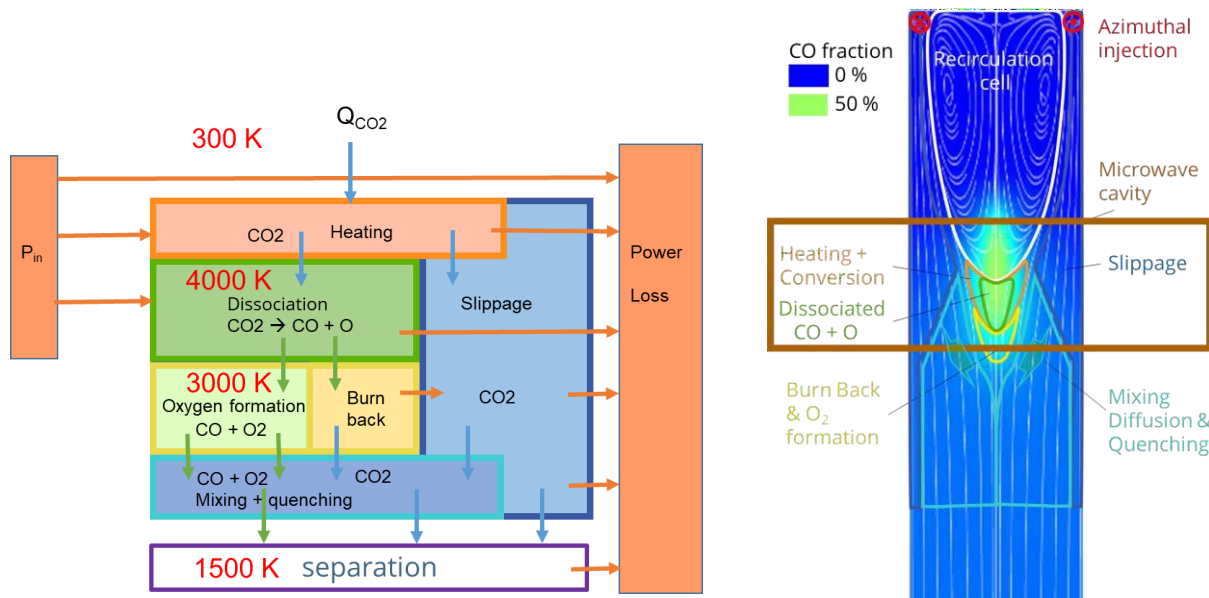 300 K
Q_CO2
P_in
CO2 Heating
4000 K
Dissociation
CO2 → CO + O
Slippage
Power
Loss
3000 K
Oxygen formation
CO + O2
Burn
back
CO2
CO + O2
CO2
Mixing + quenching
1500 K separation
CO fraction
0 %
50 %
Recirculation
cell
Azimuthal
injection
Microwave
cavity
Heating +
Conversion
Slippage
Dissociated
CO + O
Burn Back
& O₂
formation
Mixing
Diffusion &
Quenching